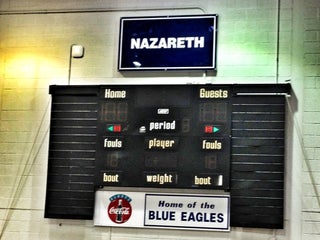 NAZARETH
Home Guests
period
fouls player fouls
bout weight bout
Coca-Cola
Home of the
BLUE EAGLES